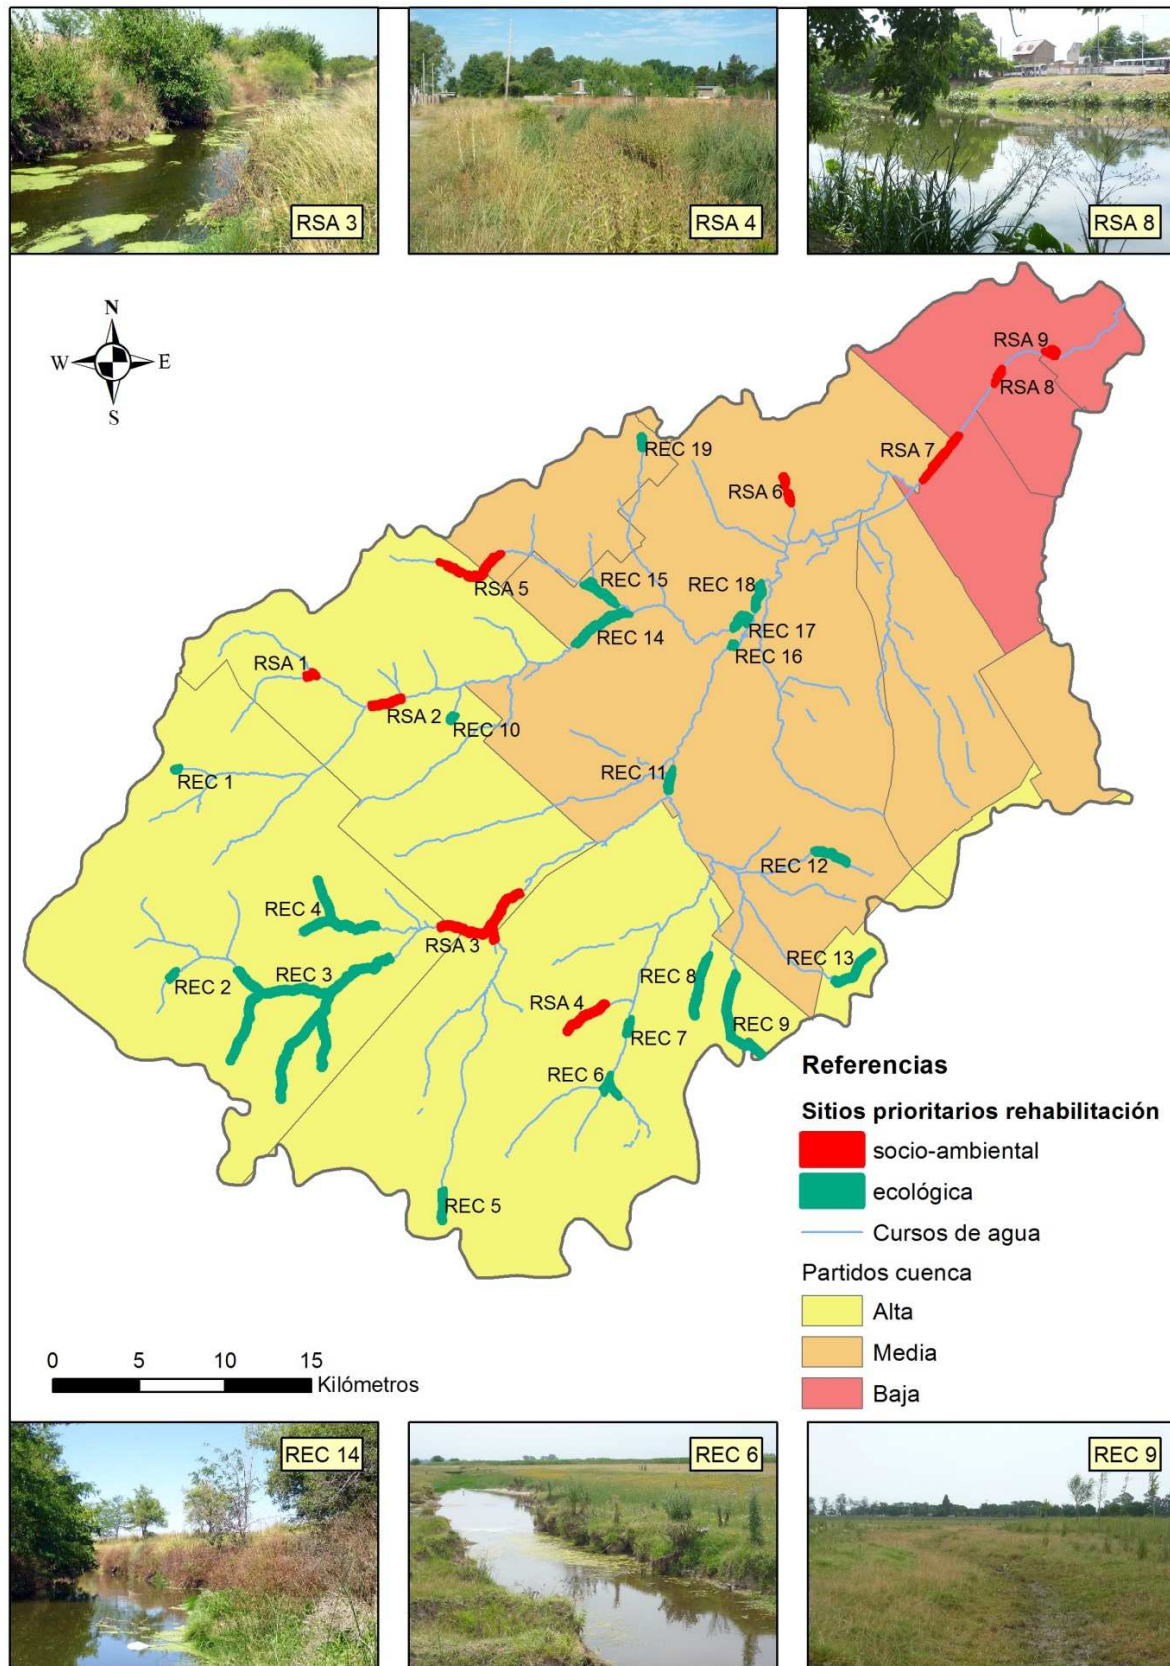 RSA 3
RSA 4
RSA 8
N
W
E
S
RSA 9
RSA 8
RSA 7
REC 19
RSA 6
RSA 5
REC 15
REC 18
REC 14
REC 17
REC 16
RSA 1
RSA 2
REC 10
REC 1
REC 11
REC 12
REC 4
RSA 3
REC 13
REC 2
REC 3
REC 8
RSA 4
REC 9
REC 7
REC 6
REC 5
Referencias
Sitios prioritarios rehabilitación
socio-ambiental
ecológica
Cursos de agua
Partidos cuenca
Alta
Media
Baja
0 5 10 15
Kilómetros
REC 14
REC 6
REC 9